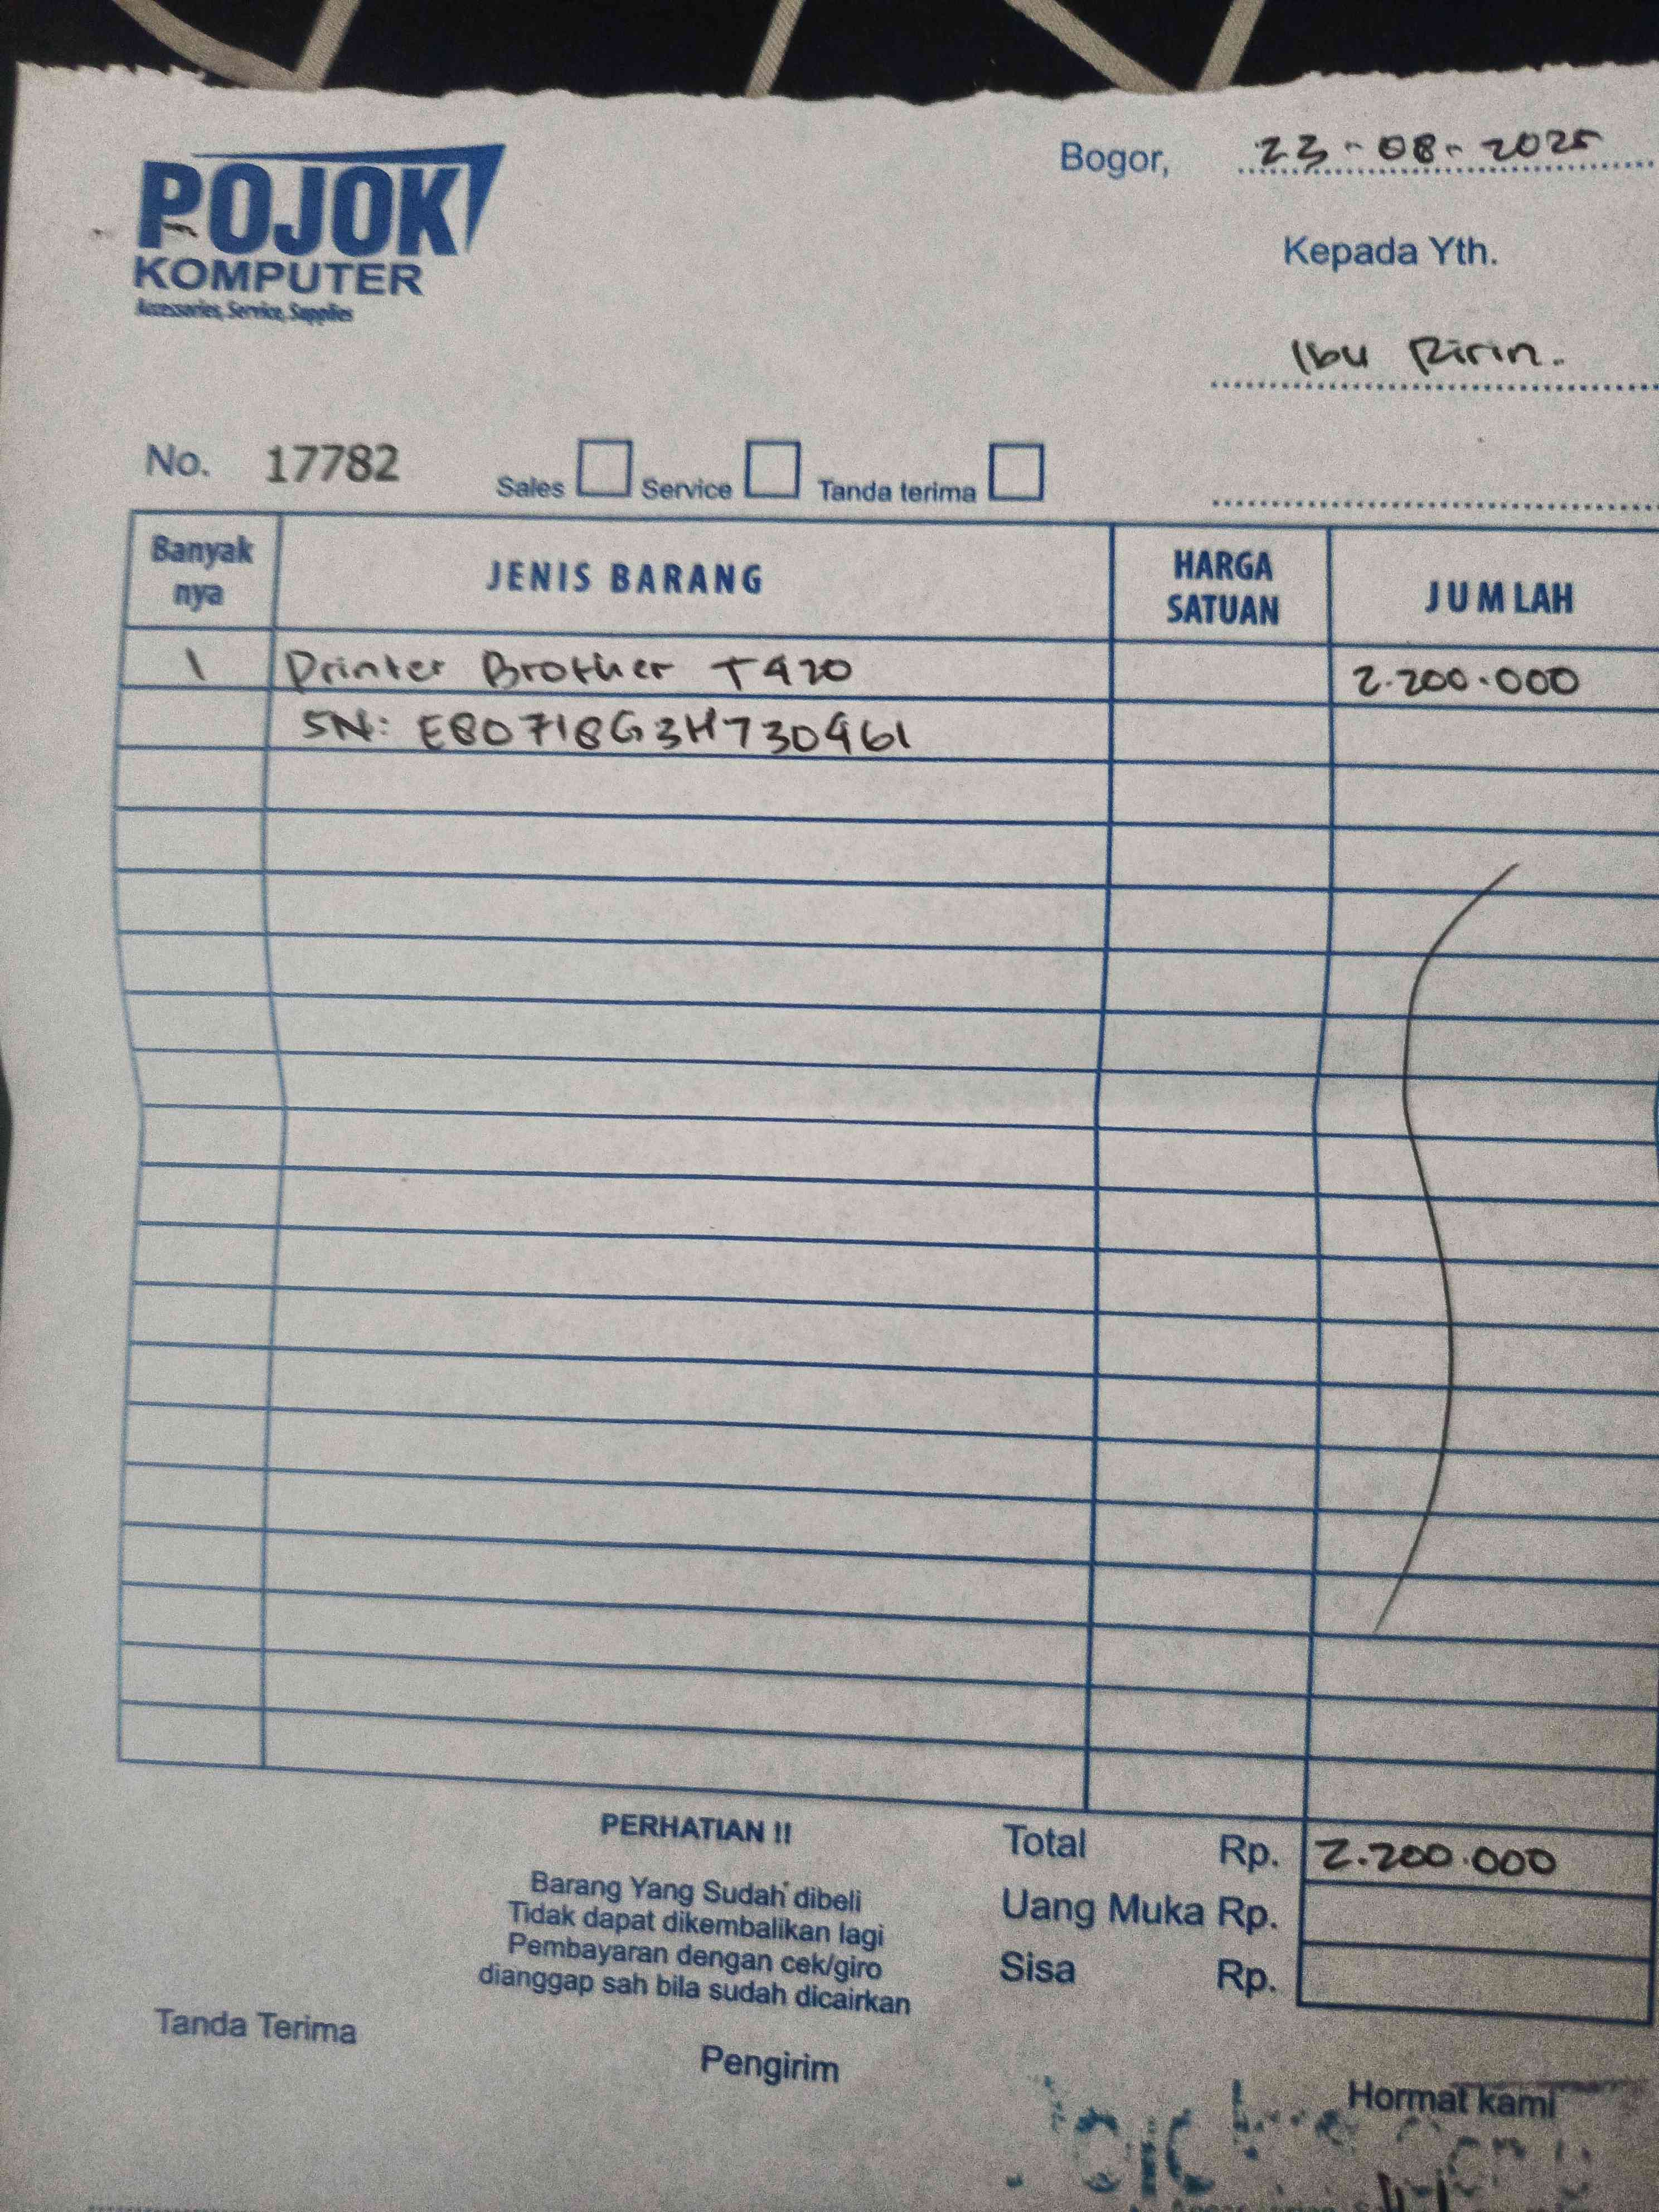 POJOK
KOMPUTER
Accessories, Service, Supplies
Bogor, 23-08-2025
Kepada Yth.
Ibu Ririn.
No. 17782 Sales Service Tanda terima
Banyak nya JENIS BARANG HARGA SATUAN JUMLAH
1 Printer Brother T420 2.200.000
SN: E80718G3H730461
PERHATIAN !!
Barang Yang Sudah dibeli
Tidak dapat dikembalikan lagi
Pembayaran dengan cek/giro
dianggap sah bila sudah dicairkan
Total Rp. 2.200.000
Uang Muka Rp.
Sisa Rp.
Tanda Terima
Pengirim
Hormat kami